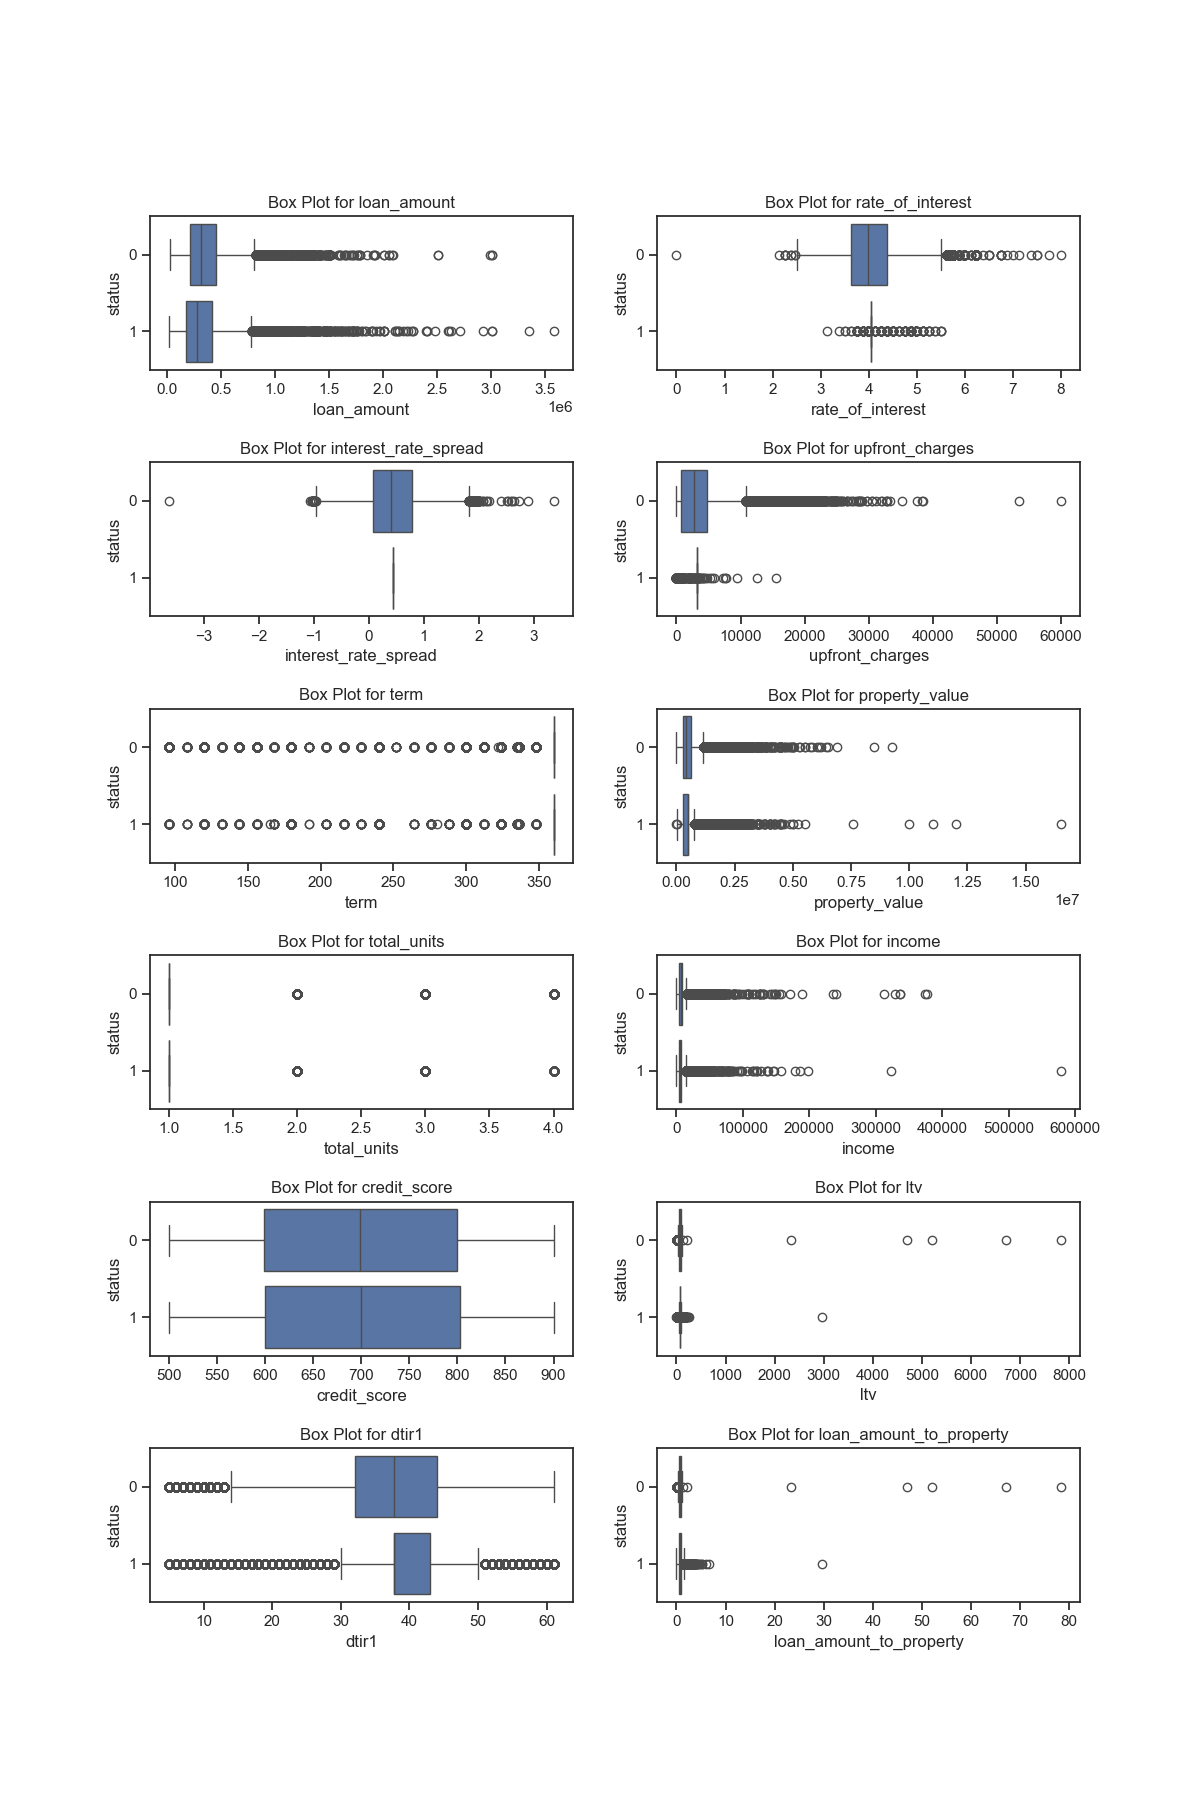 Box Plot for loan_amount
status
0
1
0.0 0.5 1.0 1.5 2.0 2.5 3.0 3.5
1e6
loan_amount
Box Plot for rate_of_interest
status
0
1
0 1 2 3 4 5 6 7 8
rate_of_interest
Box Plot for interest_rate_spread
status
0
1
−3 −2 −1 0 1 2 3
interest_rate_spread
Box Plot for upfront_charges
status
0
1
0 10000 20000 30000 40000 50000 60000
upfront_charges
Box Plot for term
status
0
1
100 150 200 250 300 350
term
Box Plot for property_value
status
0
1
0.00 0.25 0.50 0.75 1.00 1.25 1.50
1e7
property_value
Box Plot for total_units
status
0
1
1.0 1.5 2.0 2.5 3.0 3.5 4.0
total_units
Box Plot for income
status
0
1
0 100000 200000 300000 400000 500000 600000
income
Box Plot for credit_score
status
0
1
500 550 600 650 700 750 800 850 900
credit_score
Box Plot for ltv
status
0
1
0 1000 2000 3000 4000 5000 6000 7000 8000
ltv
Box Plot for dtir1
status
0
1
10 20 30 40 50 60
dtir1
Box Plot for loan_amount_to_property
status
0
1
0 10 20 30 40 50 60 70 80
loan_amount_to_property